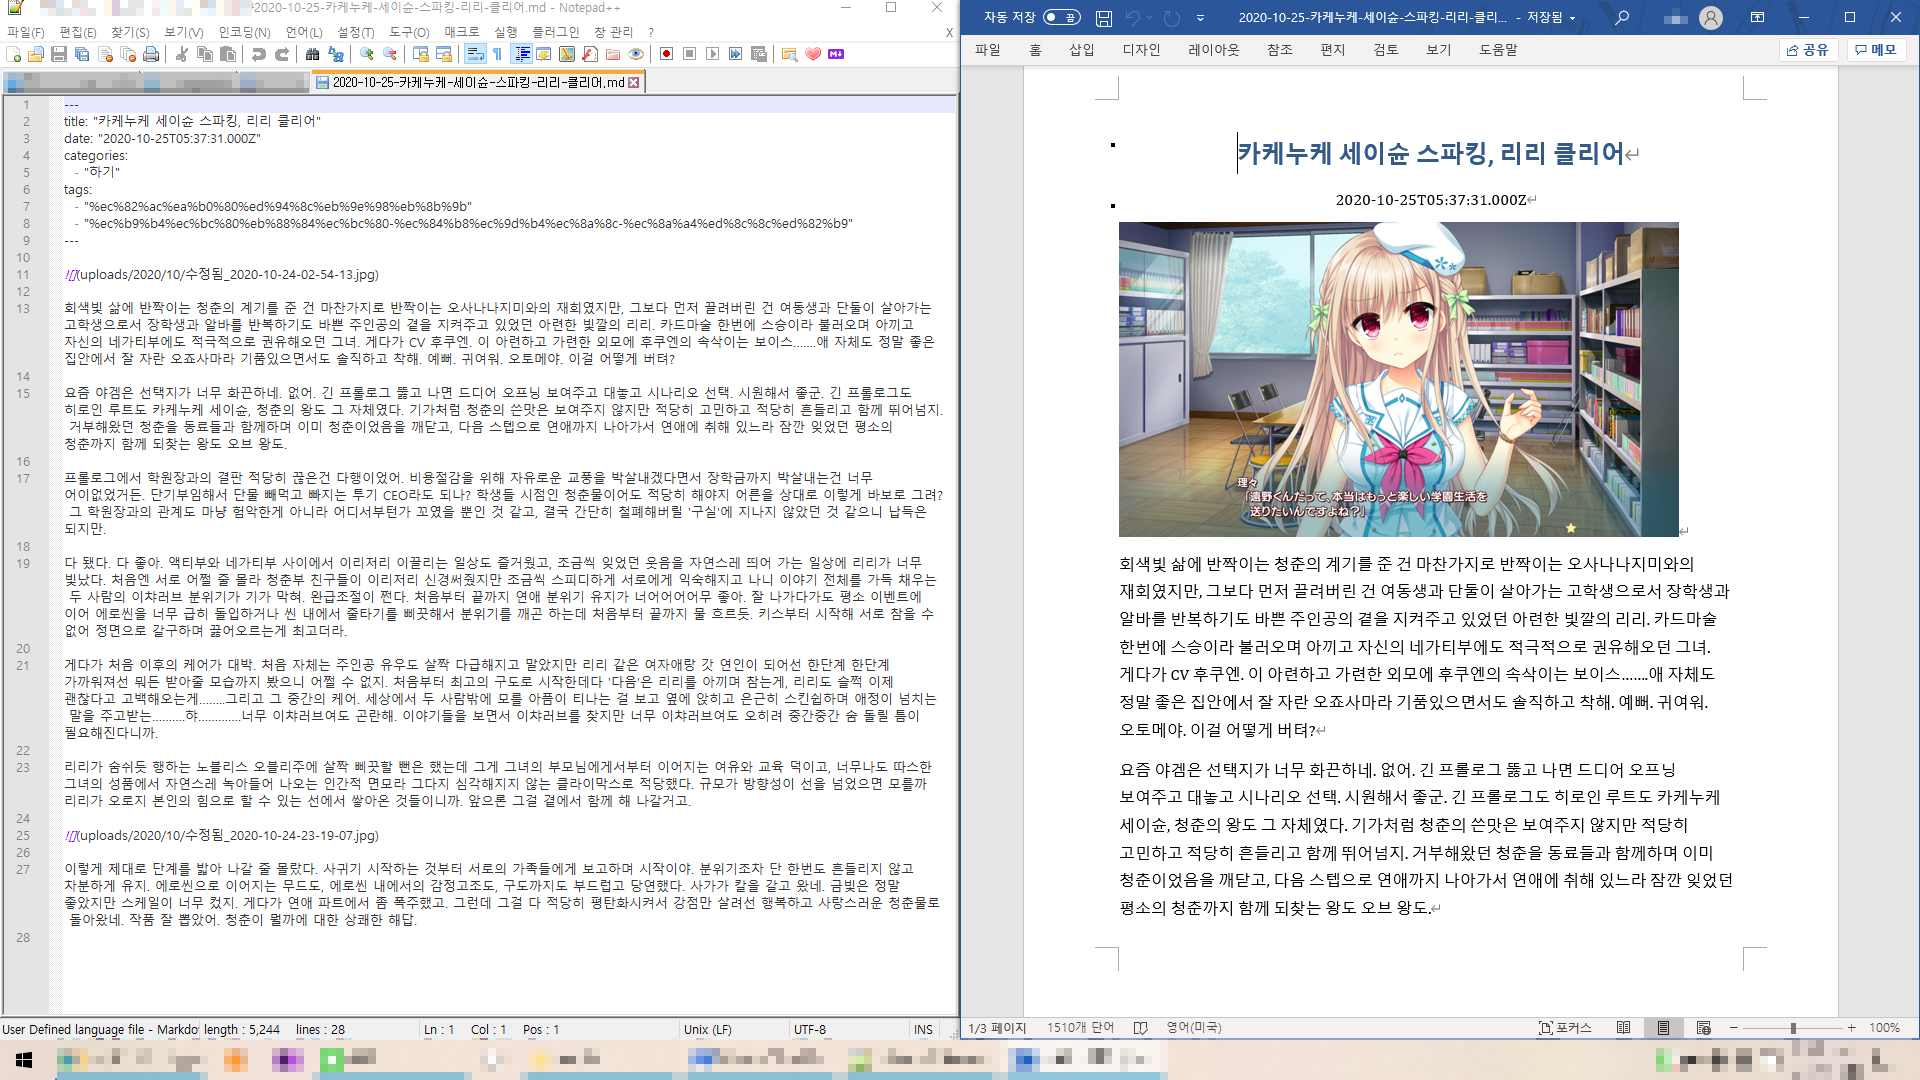 2020-10-25-카케누케-세이슌-스파킹-리리-클리어.md - Notepad++
파일(F) 편집(E) 찾기(S) 보기(V) 인코딩(N) 언어(L) 설정(T) 도구(O) 매크로 실행 플러그인 창 관리 ? X
2020-10-25-카케누케-세이슌-스파킹-리리-클리어.md
1 ---
2 title: "카케누케 세이슌 스파킹, 리리 클리어"
3 date: "2020-10-25T05:37:31.000Z"
4 categories:
5 - "하기"
6 tags:
7 - "%ec%82%ac%ea%b0%80%ed%94%8c%eb%9e%98%eb%8b%9b"
8 - "%ec%b9%b4%ec%bc%80%eb%88%84%ec%bc%80-%ec%84%b8%ec%9d%b4%ec%8a%8c-%ec%8a%a4%ed%8c%8c%ed%82%b9"
9 ---
10
11 ![](uploads/2020/10/수정됨_2020-10-24-02-54-13.jpg)
12
13 회색빛 삶에 반짝이는 청춘의 계기를 준 건 마찬가지로 반짝이는 오사나나지미와의 재회였지만, 그보다 먼저 끌려버린 건 여동생과 단둘이 살아가는
고학생으로서 장학생과 알바를 반복하기도 바쁜 주인공의 곁을 지켜주고 있었던 아련한 빛깔의 리리. 카드마술 한번에 스승이라 불러오며 아끼고
자신의 네가티부에도 적극적으로 권유해오던 그녀. 게다가 CV 후쿠엔. 이 아련하고 가련한 외모에 후쿠엔의 속삭이는 보이스.......애 자체도 정말 좋은
집안에서 잘 자란 오죠사마라 기품있으면서도 솔직하고 착해. 예뻐. 귀여워. 오토메야. 이걸 어떻게 버텨?
14
15 요즘 야겜은 선택지가 너무 화끈하네. 없어. 긴 프롤로그 뚫고 나면 드디어 오프닝 보여주고 대놓고 시나리오 선택. 시원해서 좋군. 긴 프롤로그도
히로인 루트도 카케누케 세이슌, 청춘의 왕도 그 자체였다. 기가처럼 청춘의 쓴맛은 보여주지 않지만 적당히 고민하고 적당히 흔들리고 함께 뛰어넘지.
거부해왔던 청춘을 동료들과 함께하며 이미 청춘이었음을 깨닫고, 다음 스텝으로 연애까지 나아가서 연애에 취해 있느라 잠깐 잊었던 평소의
청춘까지 함께 되찾는 왕도 오브 왕도.
16
17 프롤로그에서 학원장과의 결판 적당히 끊은건 다행이었어. 비용절감을 위해 자유로운 교풍을 박살내겠다면서 장학금까지 박살내는건 너무
어이없었거든. 단기부임해서 단물 빼먹고 빠지는 투기 CEO라도 되나? 학생들 시점인 청춘물이어도 적당히 해야지 어른을 상대로 이렇게 바보로 그려?
그 학원장과의 관계도 마냥 험악한게 아니라 어디서부턴가 꼬였을 뿐인 것 같고, 결국 간단히 철폐해버릴 '구실'에 지나지 않았던 것 같으니 납득은
되지만.
18
19 다 됐다. 다 좋아. 액티부와 네가티부 사이에서 이리저리 이끌리는 일상도 즐거웠고, 조금씩 잊었던 웃음을 자연스레 띄어 가는 일상에 리리가 너무
빛났다. 처음엔 서로 어쩔 줄 몰라 청춘부 친구들이 이리저리 신경써줬지만 조금씩 스피디하게 서로에게 익숙해지고 나니 이야기 전체를 가득 채우는
두 사람의 이챠러브 분위기가 기가 막혀. 완급조절이 쩐다. 처음부터 끝까지 연애 분위기 유지가 너어어어어무 좋아. 잘 나가다가도 평소 이벤트에
이어 에로씬을 너무 급히 돌입하거나 씬 내에서 줄타기를 삐끗해서 분위기를 깨곤 하는데 처음부터 끝까지 물 흐르듯. 키스부터 시작해 서로 참을 수
없어 정면으로 갈구하며 끓어오르는게 최고더라.
20
21 게다가 처음 이후의 케어가 대박. 처음 자체는 주인공 유우도 살짝 다급해지고 말았지만 리리 같은 여자애랑 갓 연인이 되어선 한단계 한단계
가까워져선 뭐든 받아줄 모습까지 봤으니 어쩔 수 없지. 처음부터 최고의 구도로 시작한데다 '다음'은 리리를 아끼며 참는게, 리리도 슬쩍 이제
괜찮다고 고백해오는게........그리고 그 중간의 케어. 세상에서 두 사람밖에 모를 아픔이 티나는 걸 보고 옆에 앉히고 은근히 스킨쉽하며 애정이 넘치는
말을 주고받는..........햐.............너무 이챠러브여도 곤란해. 이야기들을 보면서 이챠러브를 찾지만 너무 이챠러브여도 오히려 중간중간 숨 돌릴 틈이
필요해진다니까.
22
23 리리가 숨쉬듯 행하는 노블리스 오블리주에 살짝 삐끗할 뻔은 했는데 그게 그녀의 부모님에게서부터 이어지는 여유와 교육 덕이고, 너무나도 따스한
그녀의 성품에서 자연스레 녹아들어 나오는 인간적 면모라 그다지 심각해지지 않는 클라이막스로 적당했다. 규모가 방향성이 선을 넘었으면 모를까
리리가 오로지 본인의 힘으로 할 수 있는 선에서 쌓아온 것들이니까. 앞으론 그걸 곁에서 함께 해 나갈거고.
24
25 ![](uploads/2020/10/수정됨_2020-10-24-23-19-07.jpg)
26
27 이렇게 제대로 단계를 밟아 나갈 줄 몰랐다. 사귀기 시작하는 것부터 서로의 가족들에게 보고하며 시작이야. 분위기조차 단 한번도 흔들리지 않고
차분하게 유지. 에로씬으로 이어지는 무드도, 에로씬 내에서의 감정고조도, 구도까지도 부드럽고 당연했다. 사가가 칼을 갈고 왔네. 금빛은 정말
좋았지만 스케일이 너무 컸지. 게다가 연애 파트에서 좀 폭주했고. 그런데 그걸 다 적당히 평탄화시켜서 강점만 살려선 행복하고 사랑스러운 청춘물로
돌아왔네. 작품 잘 뽑았어. 청춘이 뭘까에 대한 상쾌한 해답.
28
User Defined language file - Markdo length : 5,244 lines : 28 Ln : 1 Col : 1 Pos : 1 Unix (LF) UTF-8 INS
자동 저장 끔 2020-10-25-카케누케-세이슌-스파킹-리리-클리... - 저장됨
파일 홈 삽입 디자인 레이아웃 참조 편지 검토 보기 도움말 공유 메모
카케누케 세이슌 스파킹, 리리 클리어
2020-10-25T05:37:31.000Z
理々
「遠野くんだって、本当はもうと楽しい学園生活を
送りたいんですよね？」
회색빛 삶에 반짝이는 청춘의 계기를 준 건 마찬가지로 반짝이는 오사나나지미와의
재회였지만, 그보다 먼저 끌려버린 건 여동생과 단둘이 살아가는 고학생으로서 장학생과
알바를 반복하기도 바쁜 주인공의 곁을 지켜주고 있었던 아련한 빛깔의 리리. 카드마술
한번에 스승이라 불러오며 아끼고 자신의 네가티부에도 적극적으로 권유해오던 그녀.
게다가 CV 후쿠엔. 이 아련하고 가련한 외모에 후쿠엔의 속삭이는 보이스.......애 자체도
정말 좋은 집안에서 잘 자란 오죠사마라 기품있으면서도 솔직하고 착해. 예뻐. 귀여워.
오토메야. 이걸 어떻게 버텨?
요즘 야겜은 선택지가 너무 화끈하네. 없어. 긴 프롤로그 뚫고 나면 드디어 오프닝
보여주고 대놓고 시나리오 선택. 시원해서 좋군. 긴 프롤로그도 히로인 루트도 카케누케
세이슌, 청춘의 왕도 그 자체였다. 기가처럼 청춘의 쓴맛은 보여주지 않지만 적당히
고민하고 적당히 흔들리고 함께 뛰어넘지. 거부해왔던 청춘을 동료들과 함께하며 이미
청춘이었음을 깨닫고, 다음 스텝으로 연애까지 나아가서 연애에 취해 있느라 잠깐 잊었던
평소의 청춘까지 함께 되찾는 왕도 오브 왕도.
1/3 페이지 1510개 단어 영어(미국) 포커스 100%